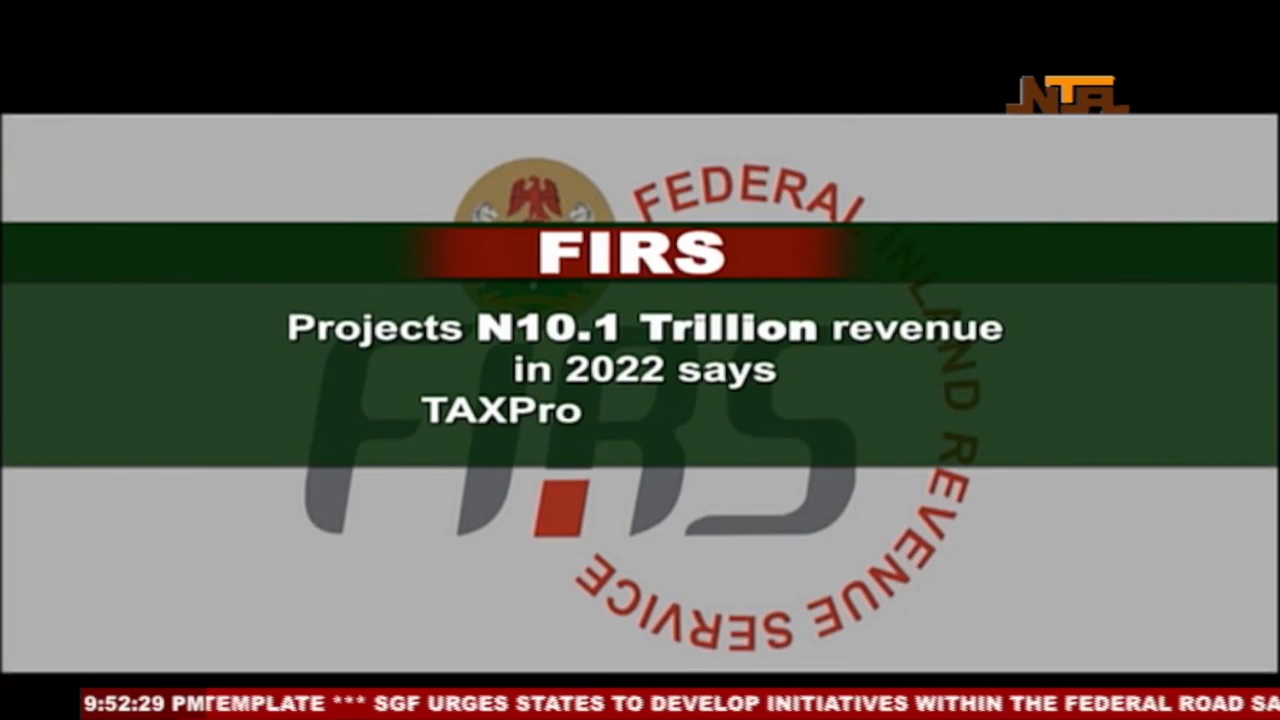 NTA
FEDERAL INLAND REVENUE SERVICE
FIRS
Projects N10.1 Trillion revenue
in 2022 says
TAXPro
FIRS
9:52:29 PM TEMPLATE *** SGF URGES STATES TO DEVELOP INITIATIVES WITHIN THE FEDERAL ROAD SA